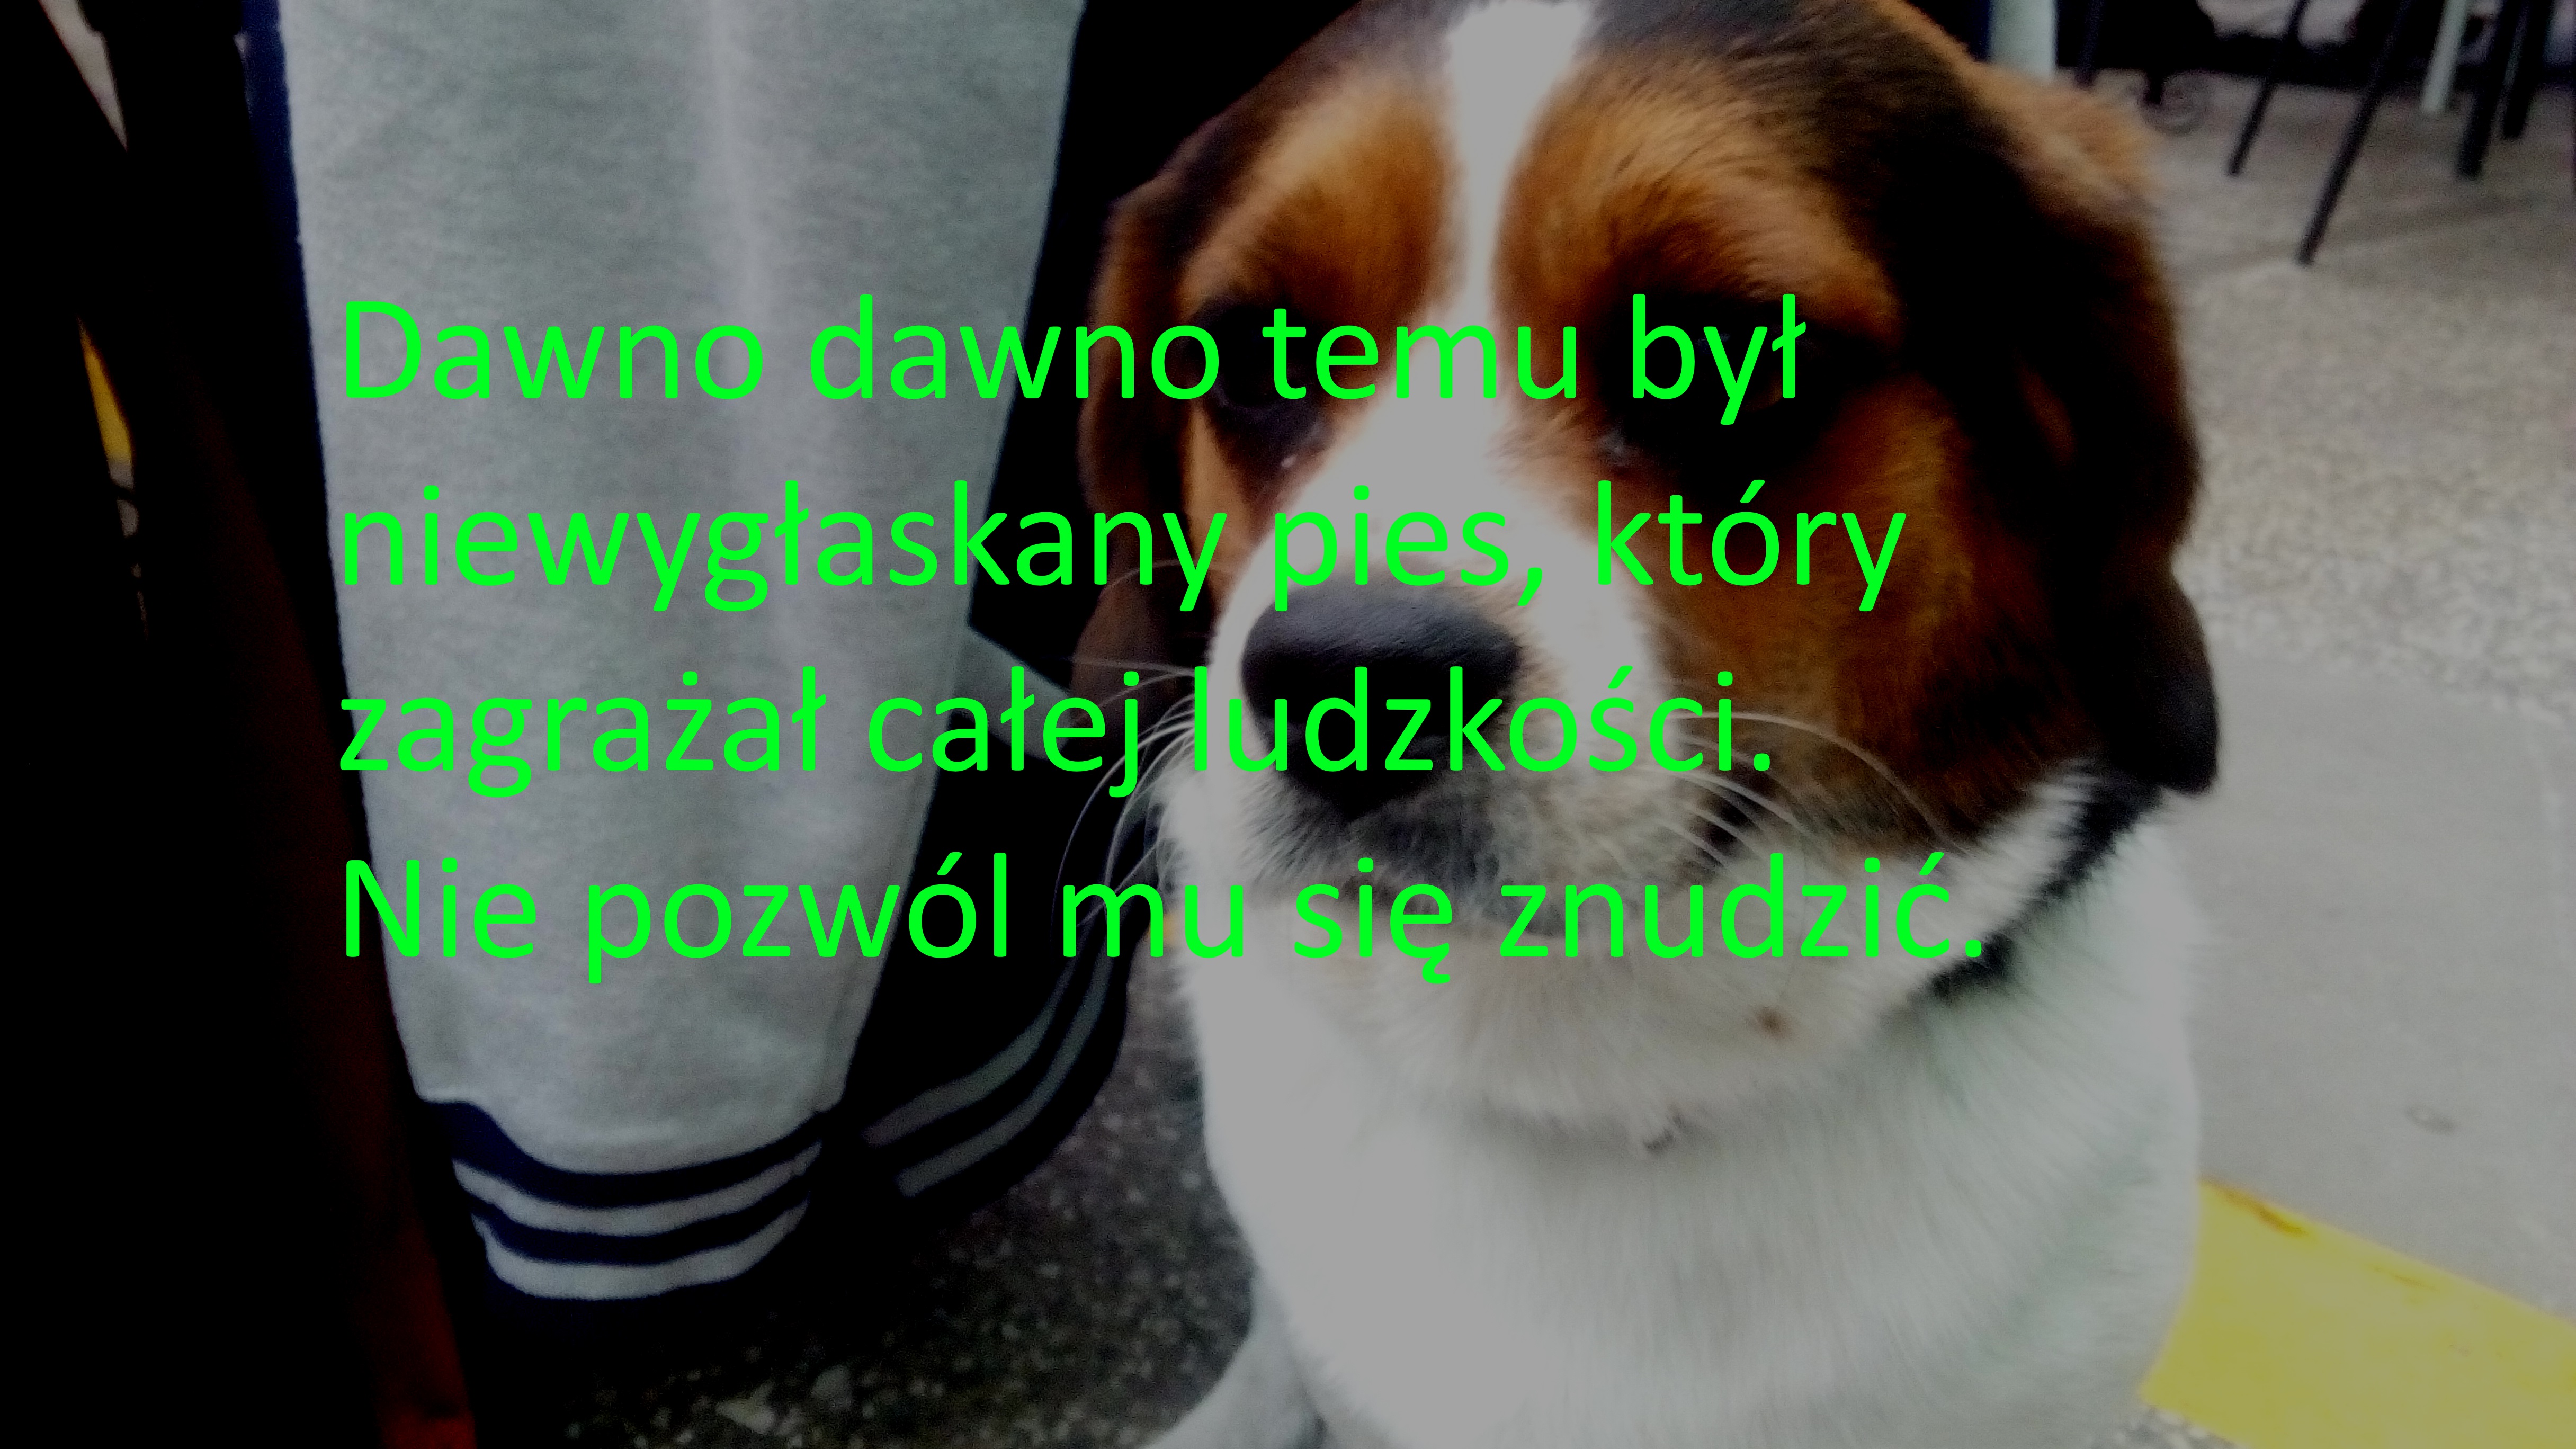 Dawno dawno temu był
niewygłaskany pies, który
zagrażał całej ludzkości.
Nie pozwól mu się znudzić.